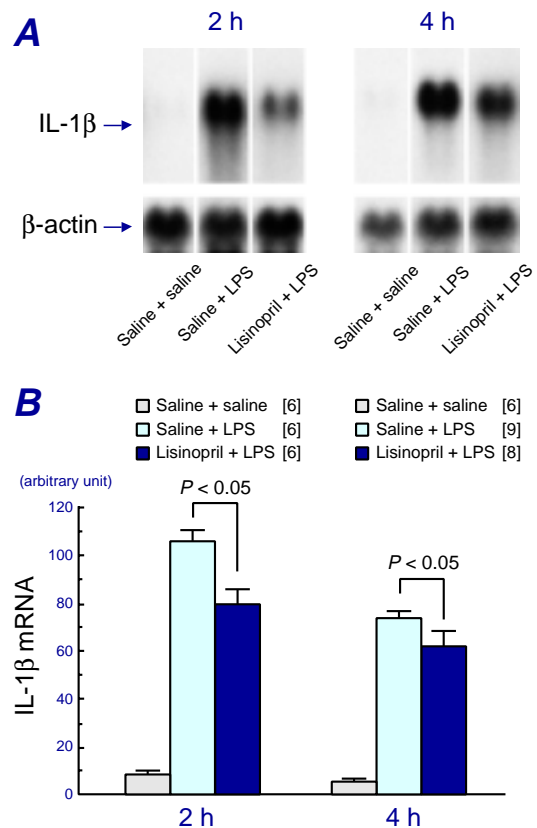 A
2 h
4 h
IL-1β
β-actin
Saline + saline
Saline + LPS
Lisinopril + LPS
Saline + saline
Saline + LPS
Lisinopril + LPS
B
Saline + saline [6]
Saline + LPS [6]
Lisinopril + LPS [6]
Saline + saline [6]
Saline + LPS [9]
Lisinopril + LPS [8]
(arbitrary unit)
IL-1β mRNA
120
100
80
60
40
20
0
P < 0.05
P < 0.05
2 h
4 h